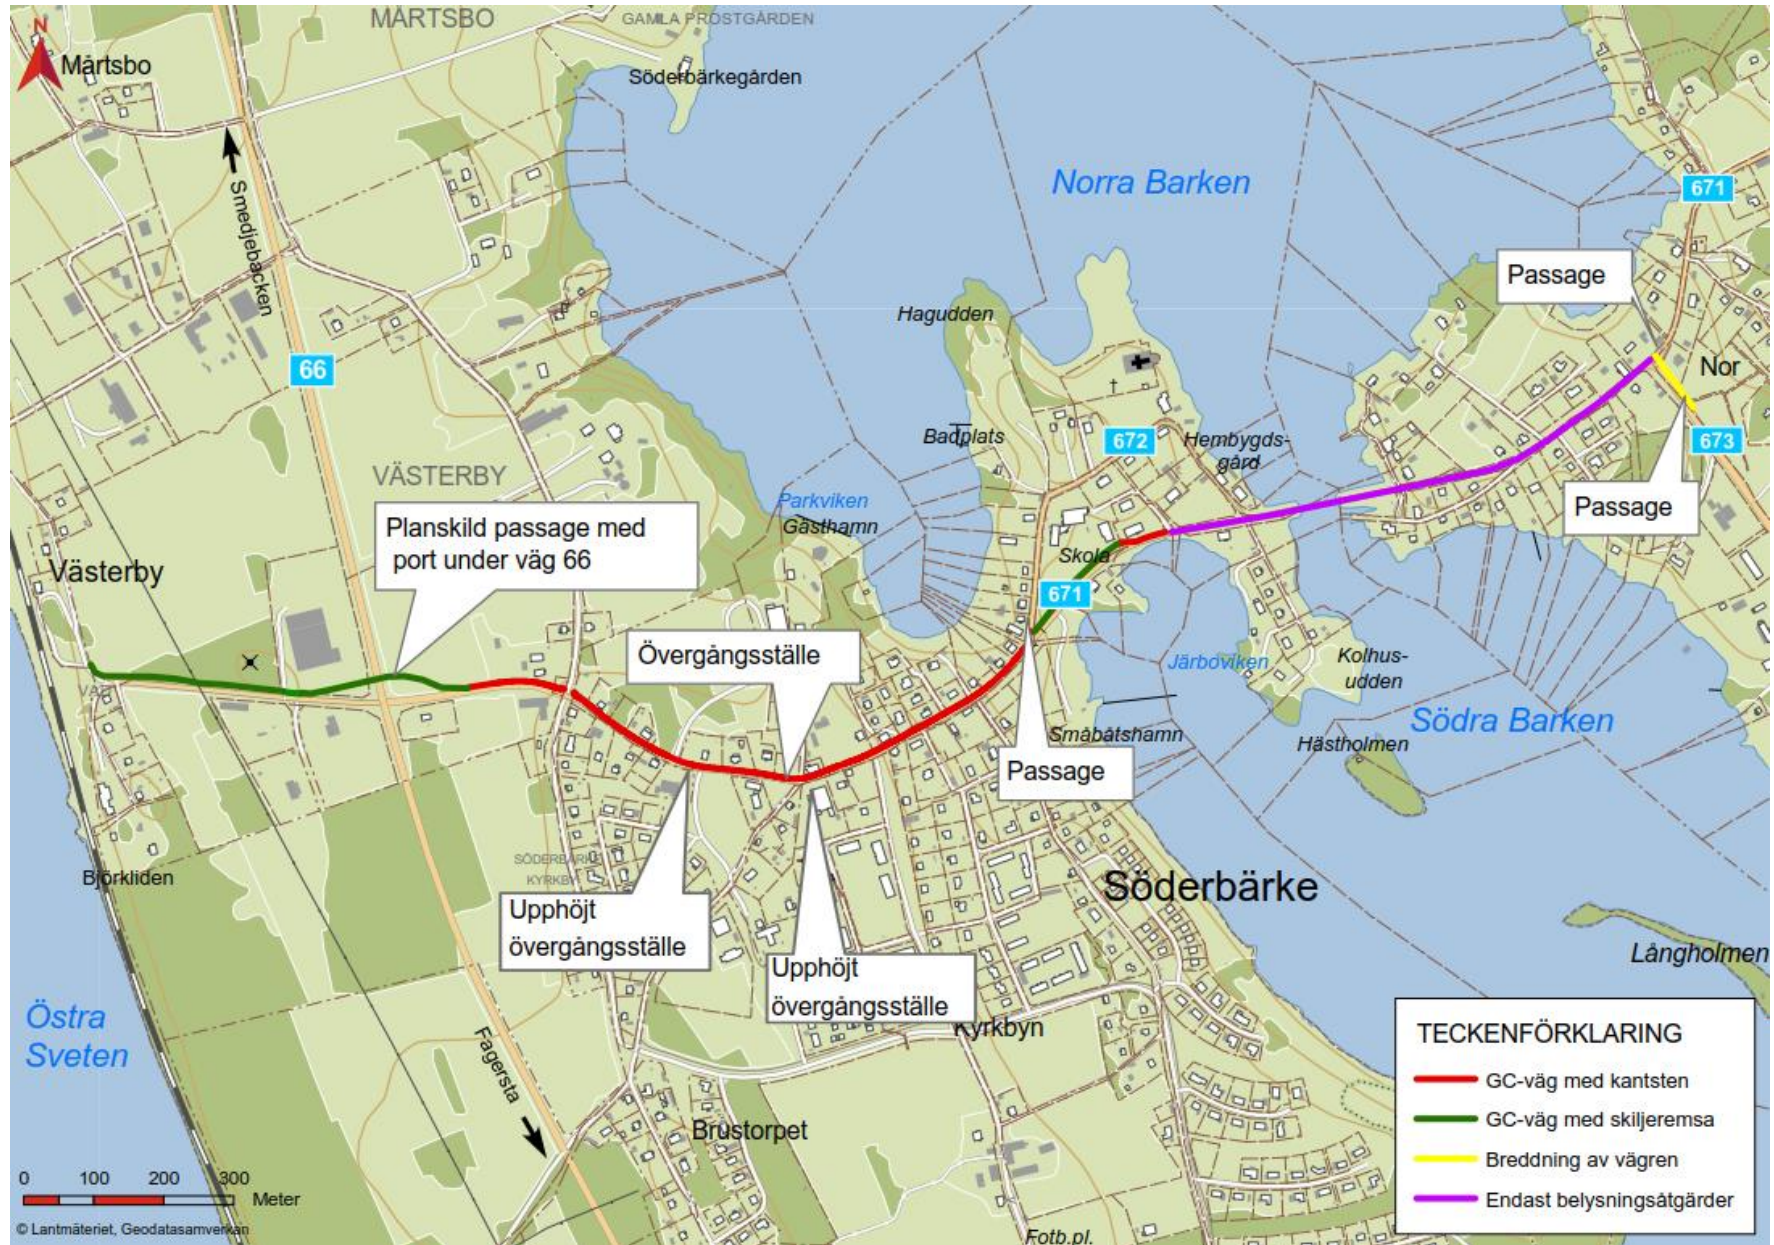 MÅRTSBO
GAMLA PROSTGÅRDEN
N
Mårtsbo
Söderbärkegården
Smedjebacken
Norra Barken
671
Passage
Hagudden
66
Nor
Badplats
672
Hembygds-
gård
673
VÄSTERBY
Parkviken
Gästhamn
Passage
Planskild passage med
port under väg 66
Västerby
Skola
671
Övergångsställe
Järboviken
Kolhus-
udden
Södra Barken
Småbåtshamn
Hästholmen
Passage
SÖDERBÄRKE
KYRKBY
Björkliden
Söderbärke
Upphöjt
övergångsställe
Upphöjt
övergångsställe
Långholmen
Östra
Sveten
Kyrkbyn
Fagersta
Brustorpet
TECKENFÖRKLARING
GC-väg med kantsten
GC-väg med skiljeremsa
Breddning av vägren
Endast belysningsåtgärder
0 100 200 300
Meter
© Lantmäteriet, Geodatasamverkan
Fotb.pl.